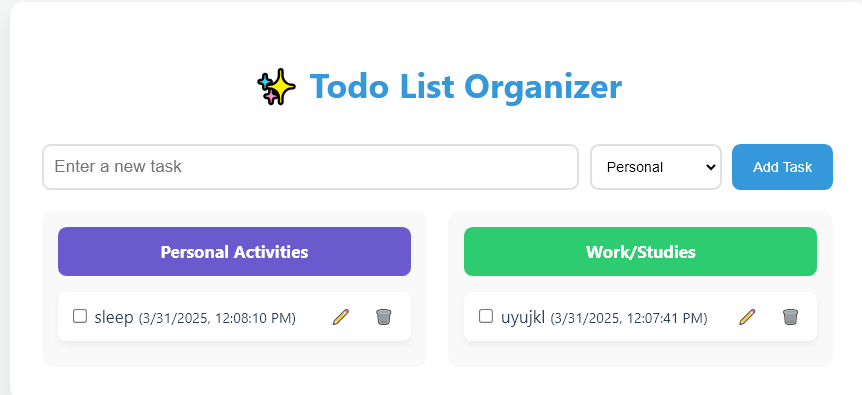 Todo List Organizer
Enter a new task
Personal
Add Task
Personal Activities
Work/Studies
sleep (3/31/2025, 12:08:10 PM)
uyujkl (3/31/2025, 12:07:41 PM)